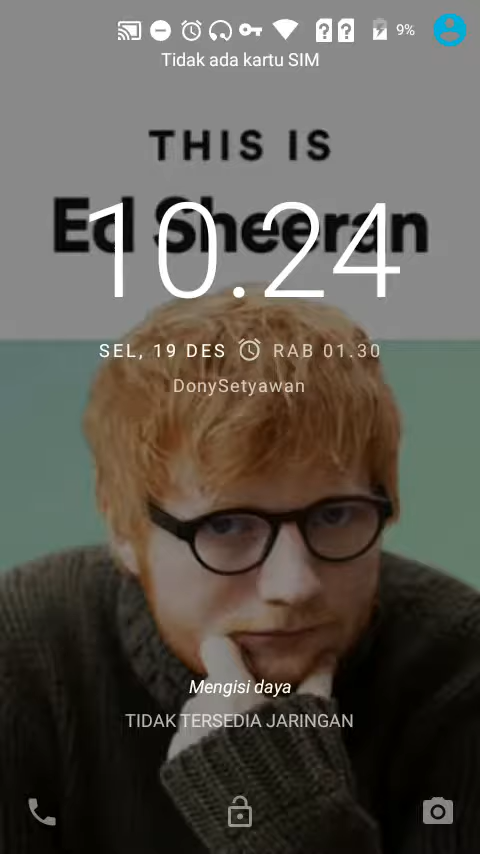 9%
Tidak ada kartu SIM
THIS IS
Ed Sheeran
10.24
SEL, 19 DES RAB 01.30
DonySetyawan
Mengisi daya
TIDAK TERSEDIA JARINGAN